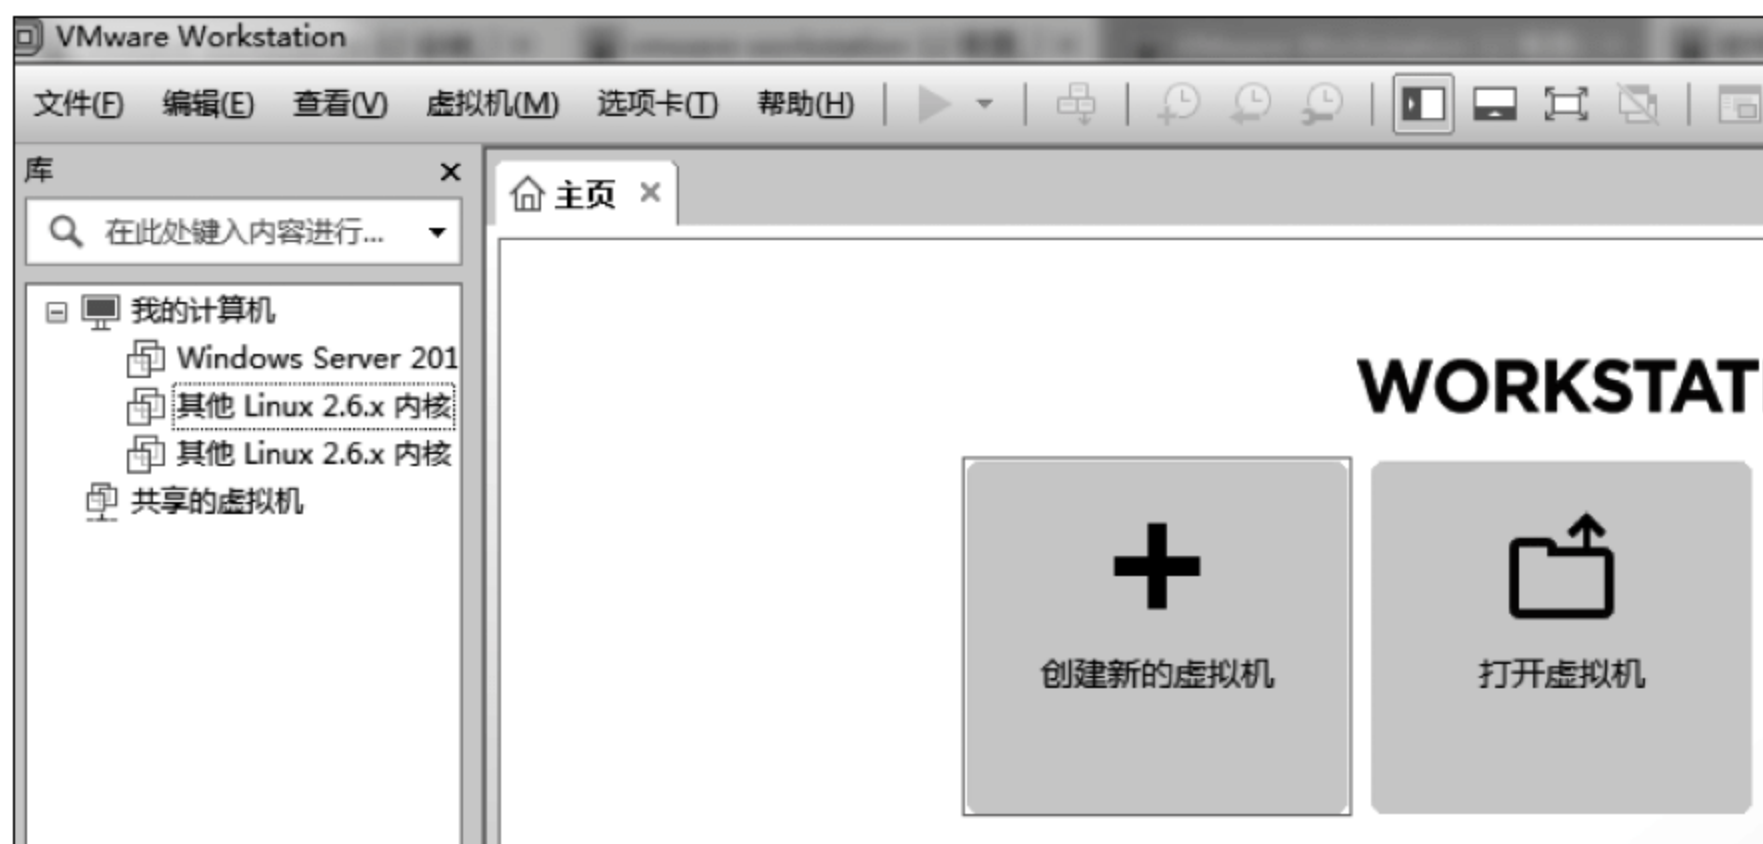 VMware Workstation
文件(F) 编辑(E) 查看(V) 虚拟机(M) 选项卡(T) 帮助(H)
库
在此处键入内容进行...
我的计算机
Windows Server 201
其他 Linux 2.6.x 内核
其他 Linux 2.6.x 内核
共享的虚拟机
主页
WORKSTAT
创建新的虚拟机
打开虚拟机